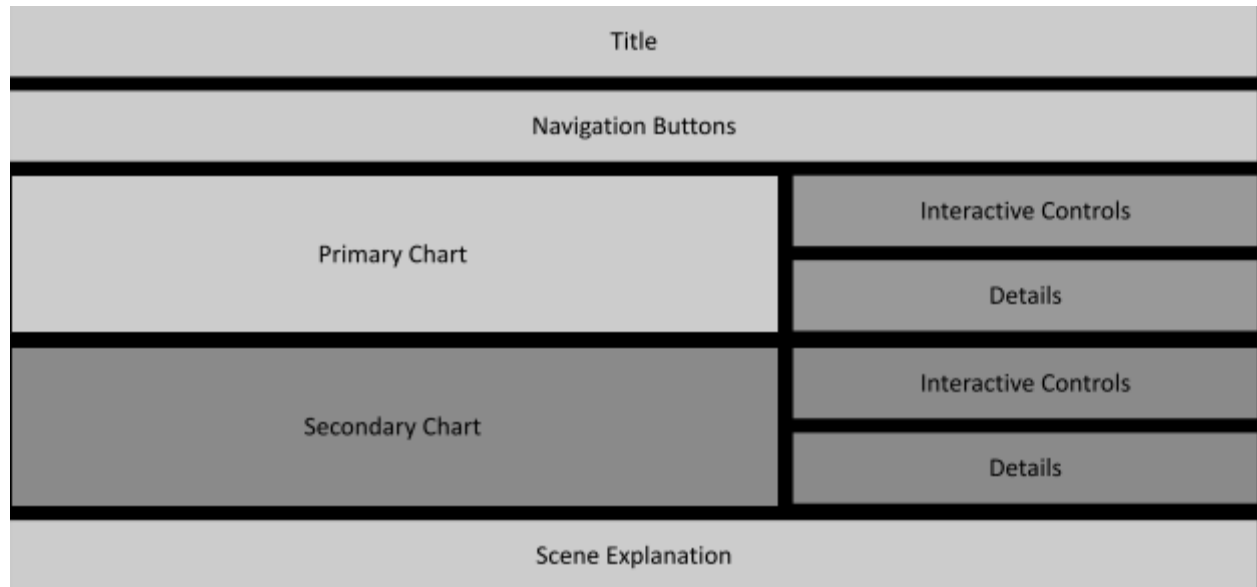 Title
Navigation Buttons
Primary Chart
Interactive Controls
Details
Secondary Chart
Interactive Controls
Details
Scene Explanation